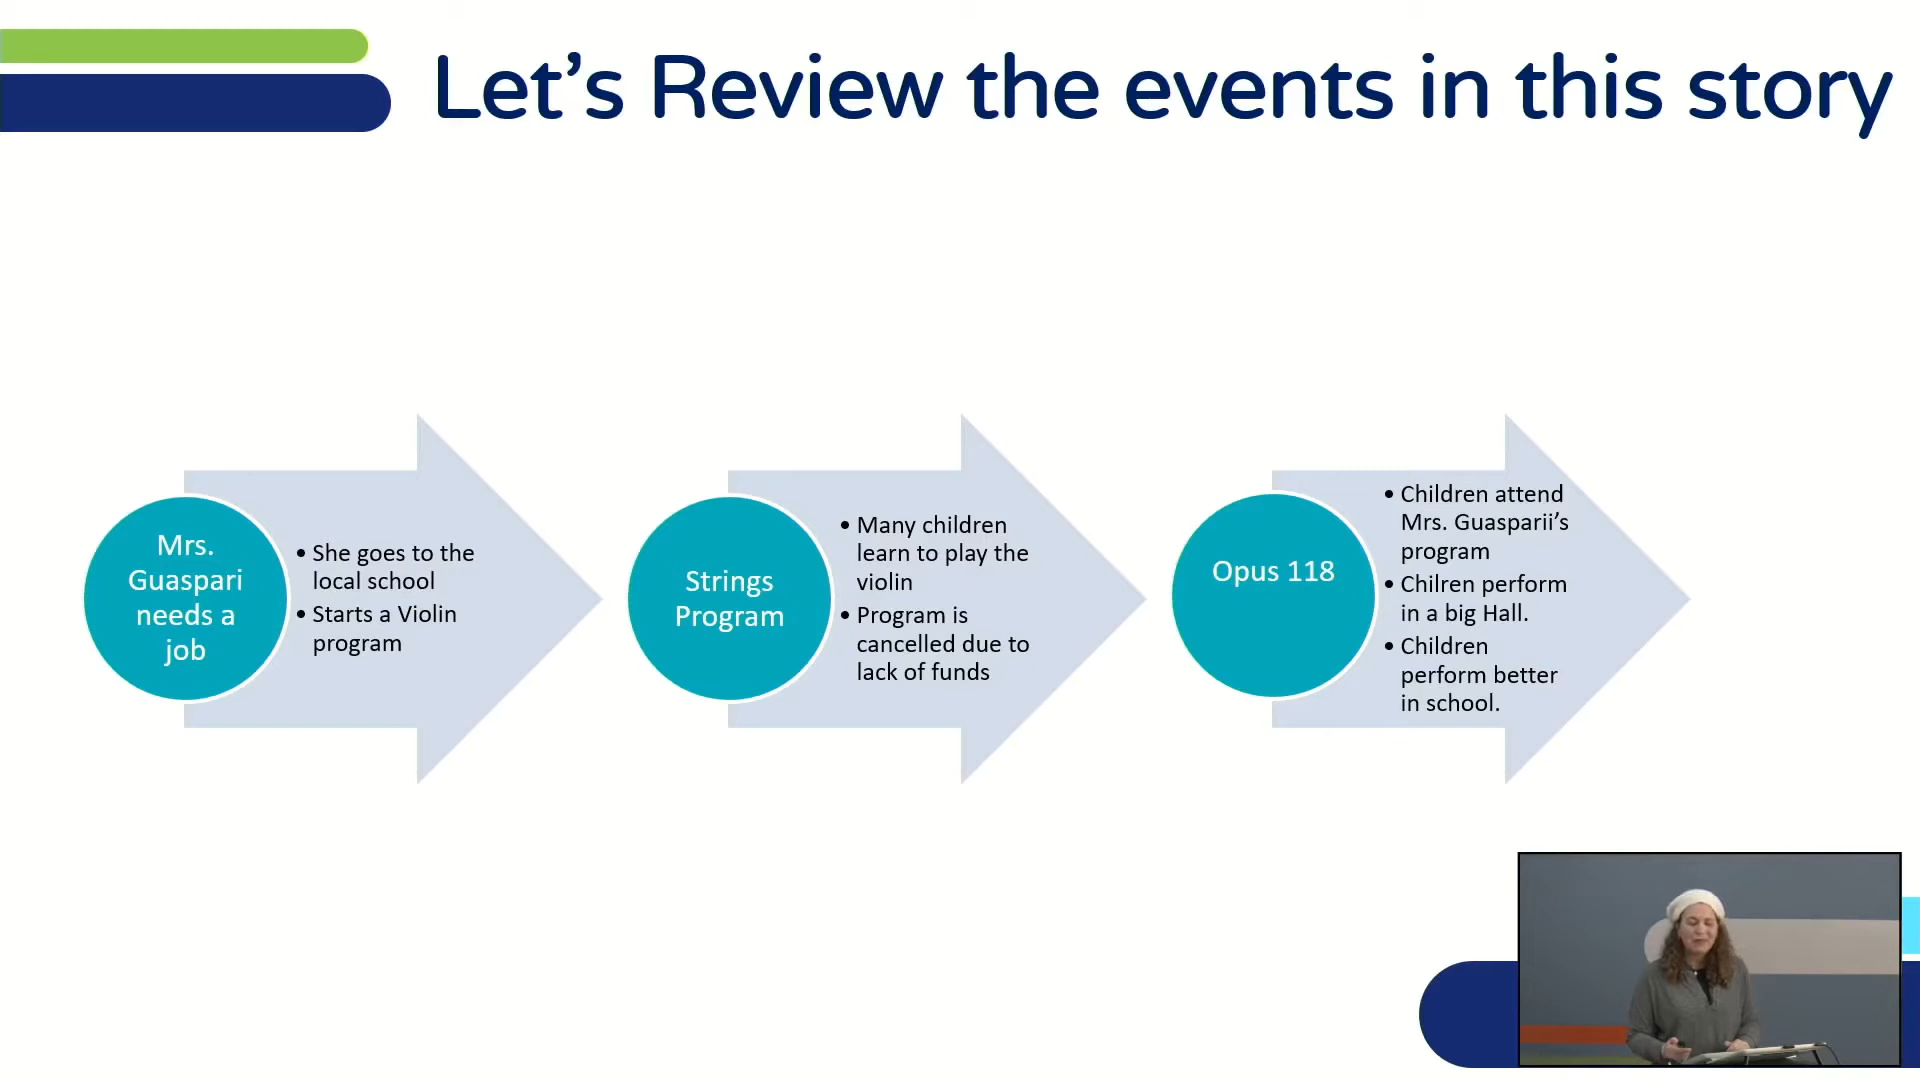 Let's Review the events in this story
Mrs.
Guaspari
needs a
job
• She goes to the
local school
• Starts a Violin
program
Strings
Program
• Many children
learn to play the
violin
• Program is
cancelled due to
lack of funds
Opus 118
• Children attend
Mrs. Guasparii's
program
• Chilren perform
in a big Hall.
• Children
perform better
in school.